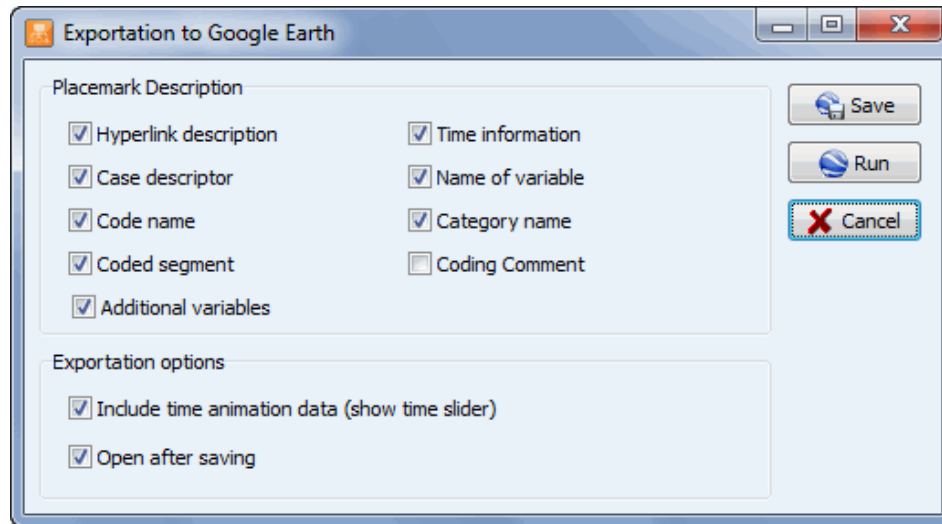 Exportation to Google Earth
Placemark Description
Hyperlink description
Time information
Case descriptor
Name of variable
Code name
Category name
Coded segment
Coding Comment
Additional variables
Save
Run
Cancel
Exportation options
Include time animation data (show time slider)
Open after saving